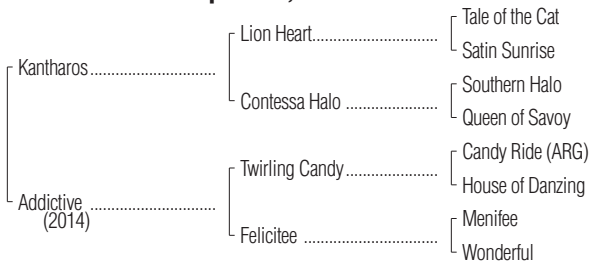 Tale of the Cat
Lion Heart
Satin Sunrise
Kantharos
Southern Halo
Contessa Halo
Queen of Savoy
Candy Ride (ARG)
Twirling Candy
House of Danzing
Addictive
(2014)
Menifee
Felicitee
Wonderful